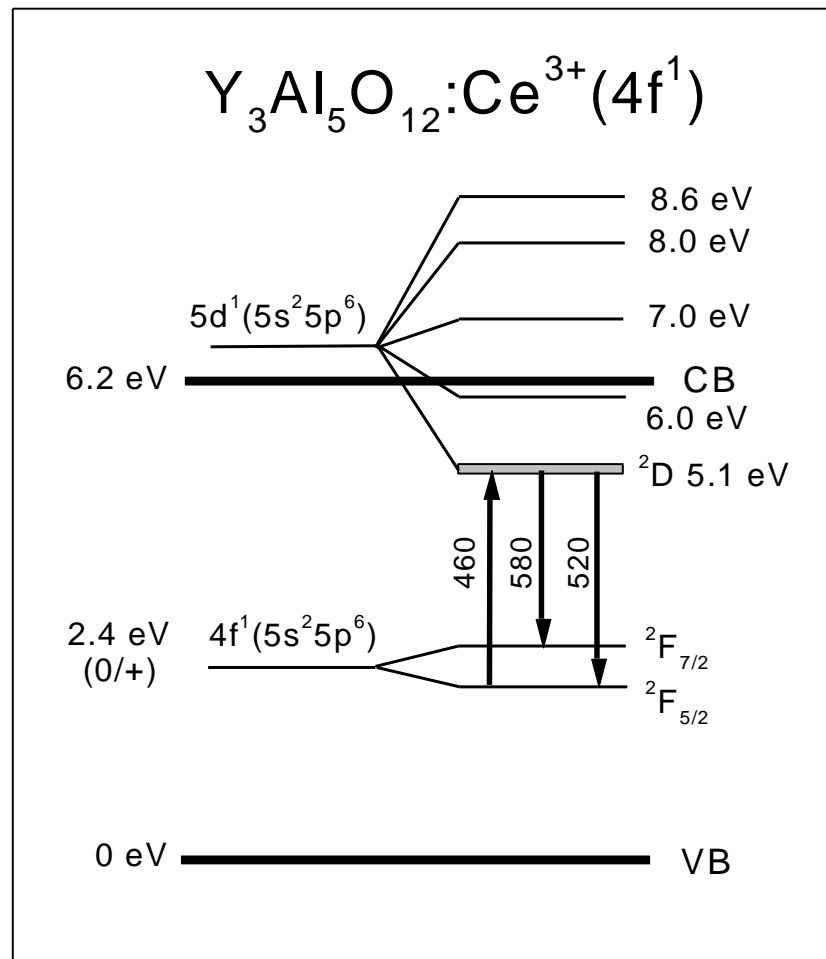 Y₃Al₅O₁₂:Ce³⁺(4f¹)
8.6 eV
8.0 eV
5d¹(5s²5p⁶)
7.0 eV
6.2 eV
CB
6.0 eV
²D 5.1 eV
460
580
520
2.4 eV
(0/+)
4f¹(5s²5p⁶)
²F₇/₂
²F₅/₂
0 eV
VB